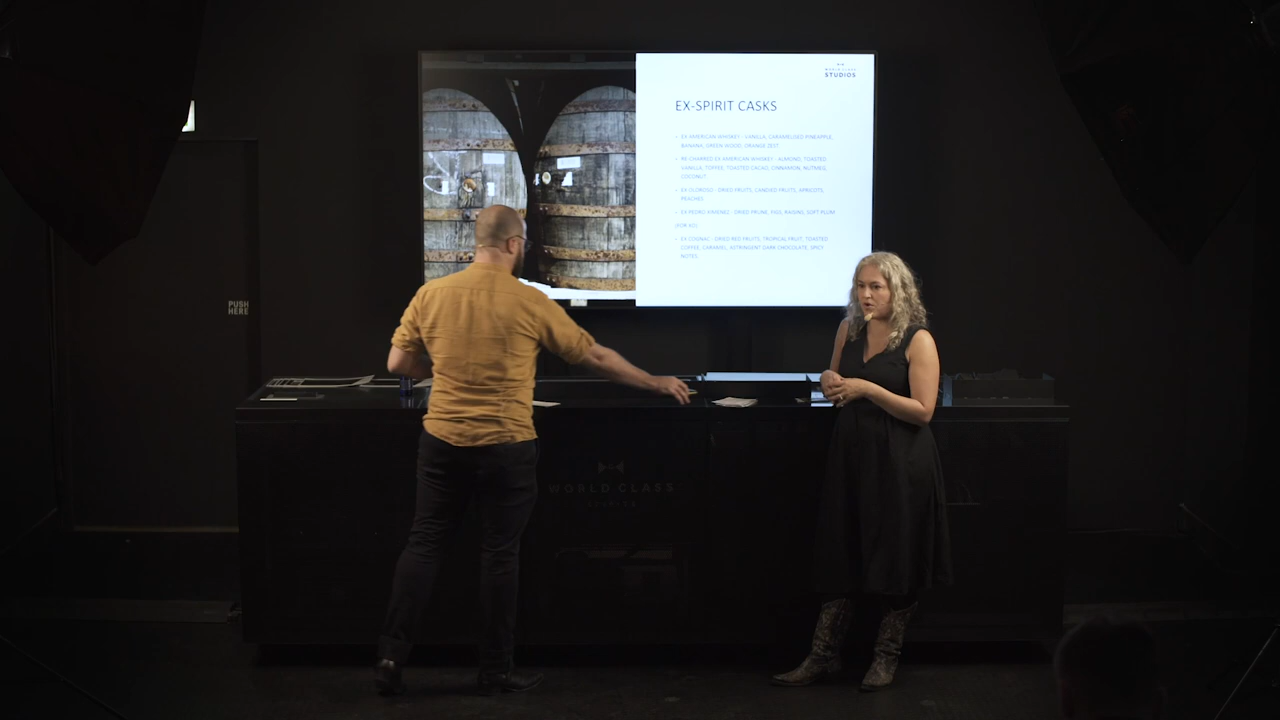 WORLD CLASS
STUDIOS
EX-SPIRIT CASKS
EX AMERICAN WHISKEY - VANILLA, CARAMELISED PINEAPPLE,
BANANA, GREEN WOOD, ORANGE ZEST
RE-CHARRED EX AMERICAN WHISKEY - ALMOND, TOASTED
VANILLA, TOFFEE, TOASTED CACAO, CINNAMON, NUTMEG,
COCONUT
EX OLOROSO - DRIED FRUITS, CANDIED FRUITS, APRICOTS,
PEACHES
EX PEDRO XIMENEZ - DRIED PRUNE, FIGS, RAISINS, SOFT PLUM
EX COGNAC - DRIED RED FRUITS, TROPICAL FRUIT, TOASTED
COFFEE, CARAMEL, ASTRINGENT DARK CHOCOLATE, SPICY
NOTES
PUSH
HERE
WORLD CLASS
STUDIOS